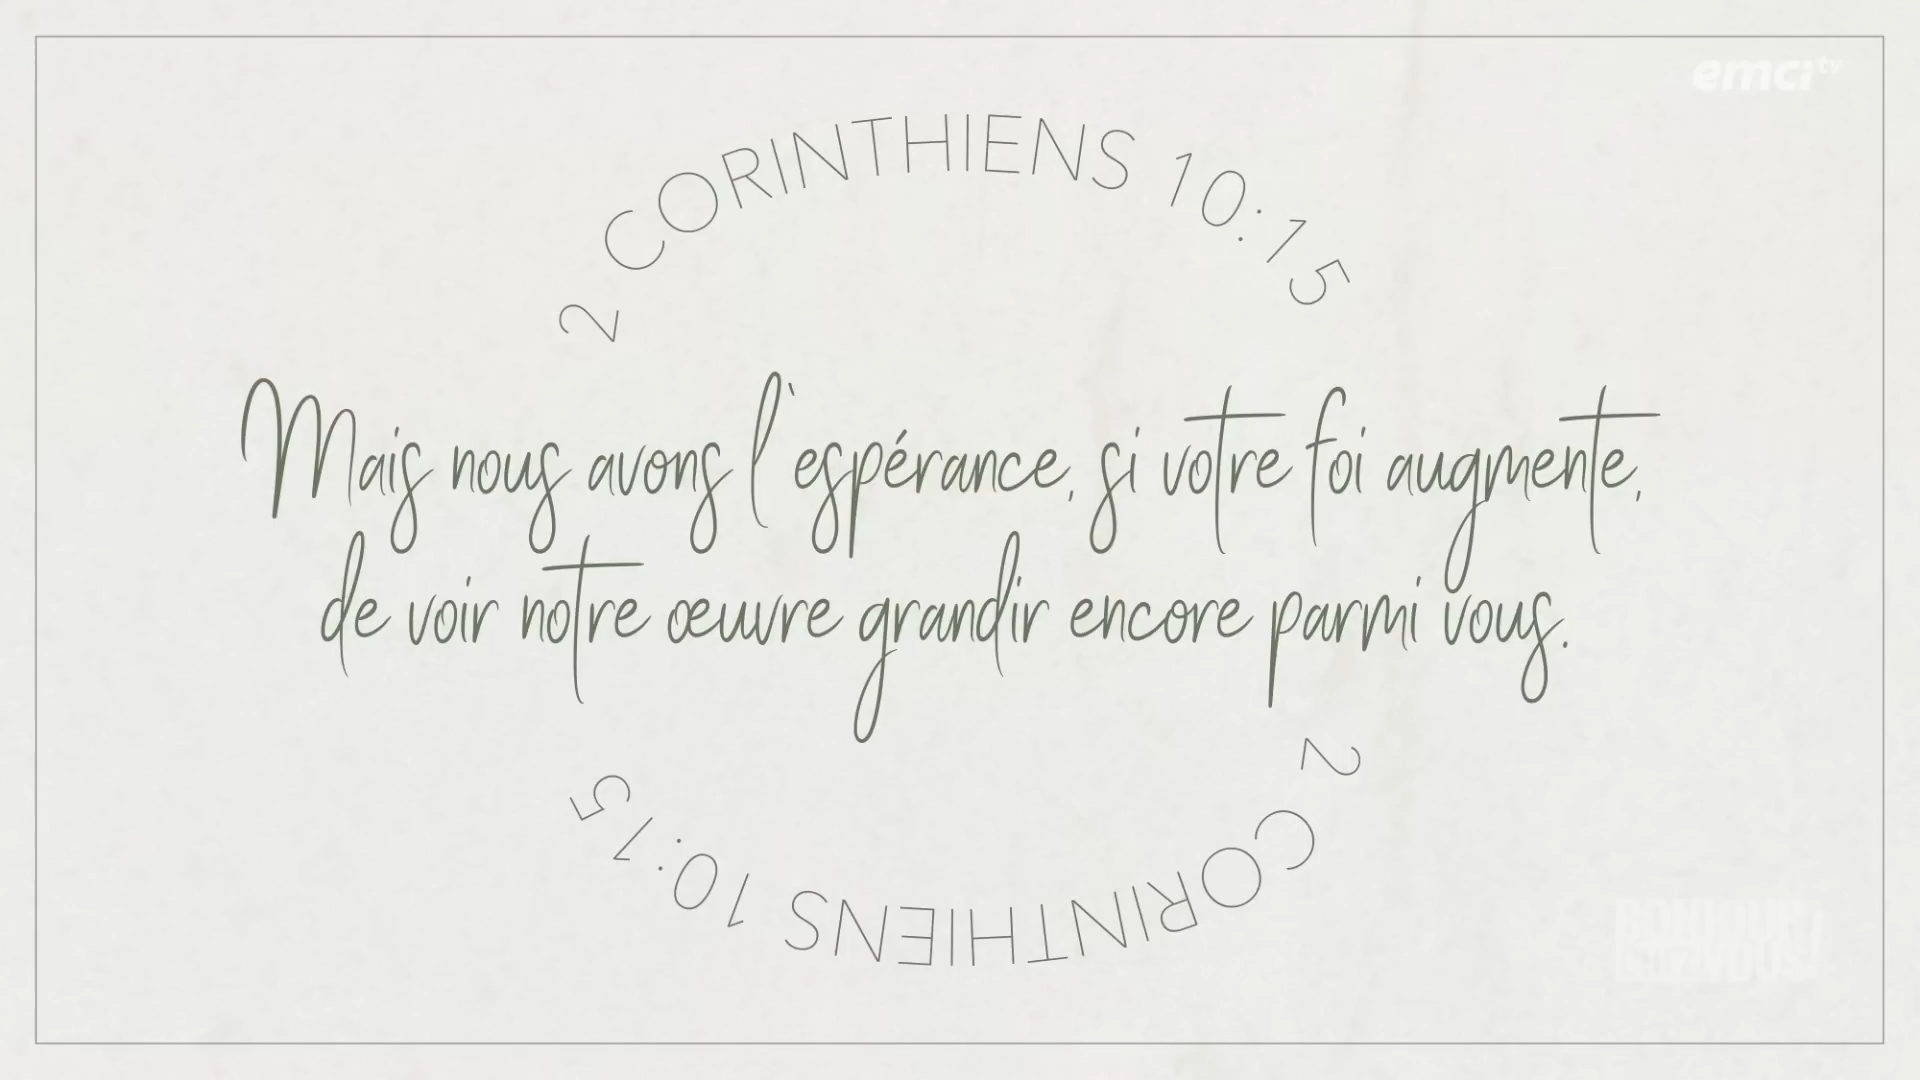 emci tv
2 CORINTHIENS 10:15
Mais nous avons l'espérance, si votre foi augmente,
de voir notre œuvre grandir encore parmi vous.
2 CORINTHIENS 10:15
BONJOUR